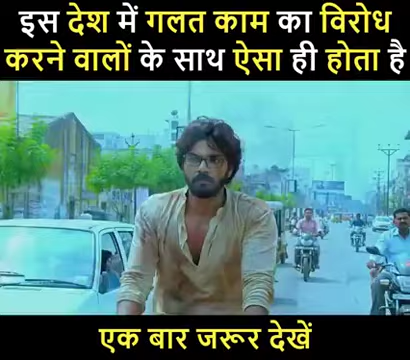 इस देश में गलत काम का विरोध
करने वालों के साथ ऐसा ही होता है
एक बार जरूर देखें